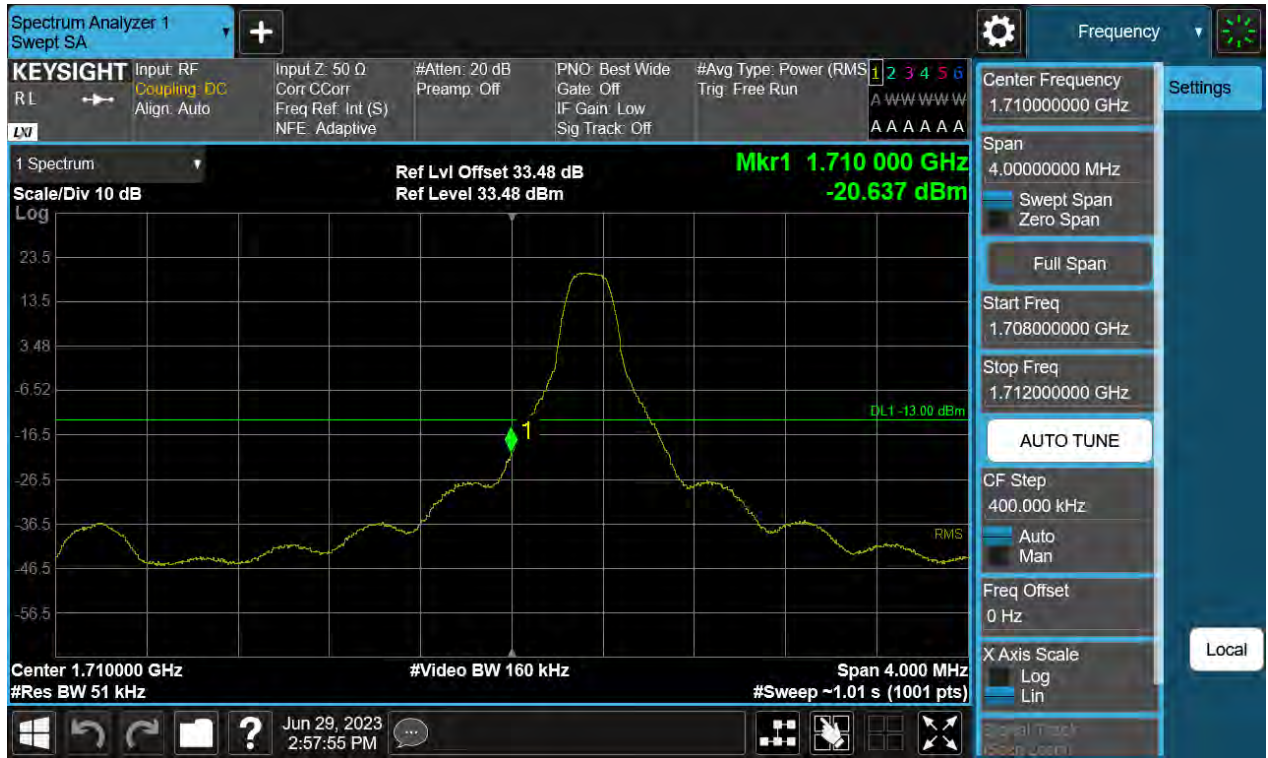 Spectrum Analyzer 1
Swept SA
Frequency
KEYSIGHT
RL
LXI
Input: RF
Coupling: DC
Align: Auto
Input Z: 50 Ω
Corr CCorr
Freq Ref: Int (S)
NFE: Adaptive
#Atten: 20 dB
Preamp: Off
PNO: Best Wide
Gate: Off
IF Gain: Low
Sig Track: Off
#Avg Type: Power (RMS
Trig: Free Run
1 2 3 4 5 6
A W W W W W
A A A A A A
1 Spectrum
Scale/Div 10 dB
Log
Ref Lvl Offset 33.48 dB
Ref Level 33.48 dBm
Mkr1 1.710 000 GHz
-20.637 dBm
23.5
13.5
3.48
-6.52
-16.5
-26.5
-36.5
-46.5
-56.5
DL1 -13.00 dBm
1
RMS
Center 1.710000 GHz
#Res BW 51 kHz
#Video BW 160 kHz
Span 4.000 MHz
#Sweep ~1.01 s (1001 pts)
Center Frequency
1.710000000 GHz
Span
4.00000000 MHz
Swept Span
Zero Span
Full Span
Start Freq
1.708000000 GHz
Stop Freq
1.712000000 GHz
AUTO TUNE
CF Step
400.000 kHz
Auto
Man
Freq Offset
0 Hz
X Axis Scale
Log
Lin
Signal Track
(Span Zoom)
Settings
Local
?
Jun 29, 2023
2:57:55 PM